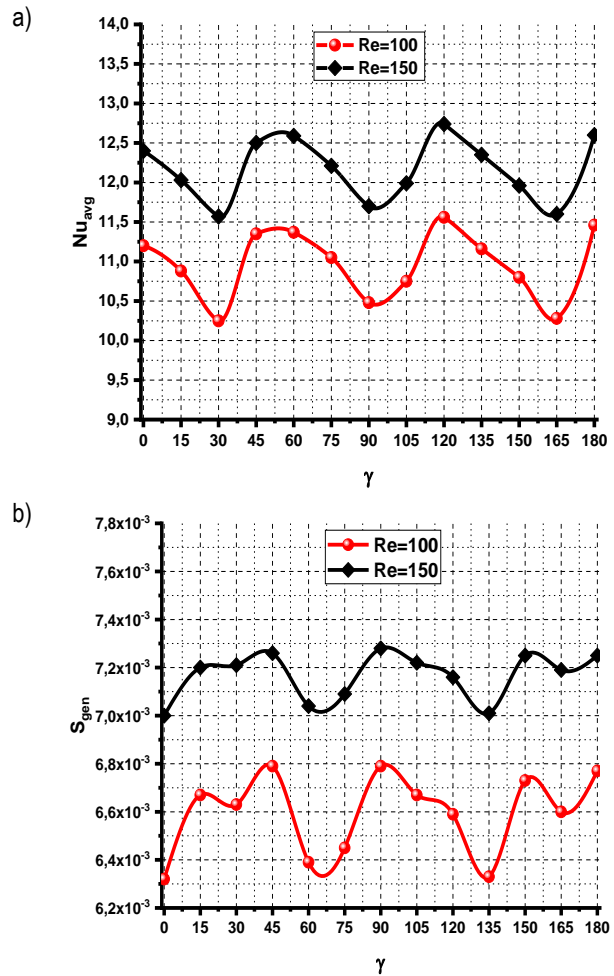 a)
Nu_avg
14,0
13,5
13,0
12,5
12,0
11,5
11,0
10,5
10,0
9,5
9,0
Re=100
Re=150
0 15 30 45 60 75 90 105 120 135 150 165 180
γ
b)
S_gen
7,8x10⁻³
7,6x10⁻³
7,4x10⁻³
7,2x10⁻³
7,0x10⁻³
6,8x10⁻³
6,6x10⁻³
6,4x10⁻³
6,2x10⁻³
Re=100
Re=150
0 15 30 45 60 75 90 105 120 135 150 165 180
γ